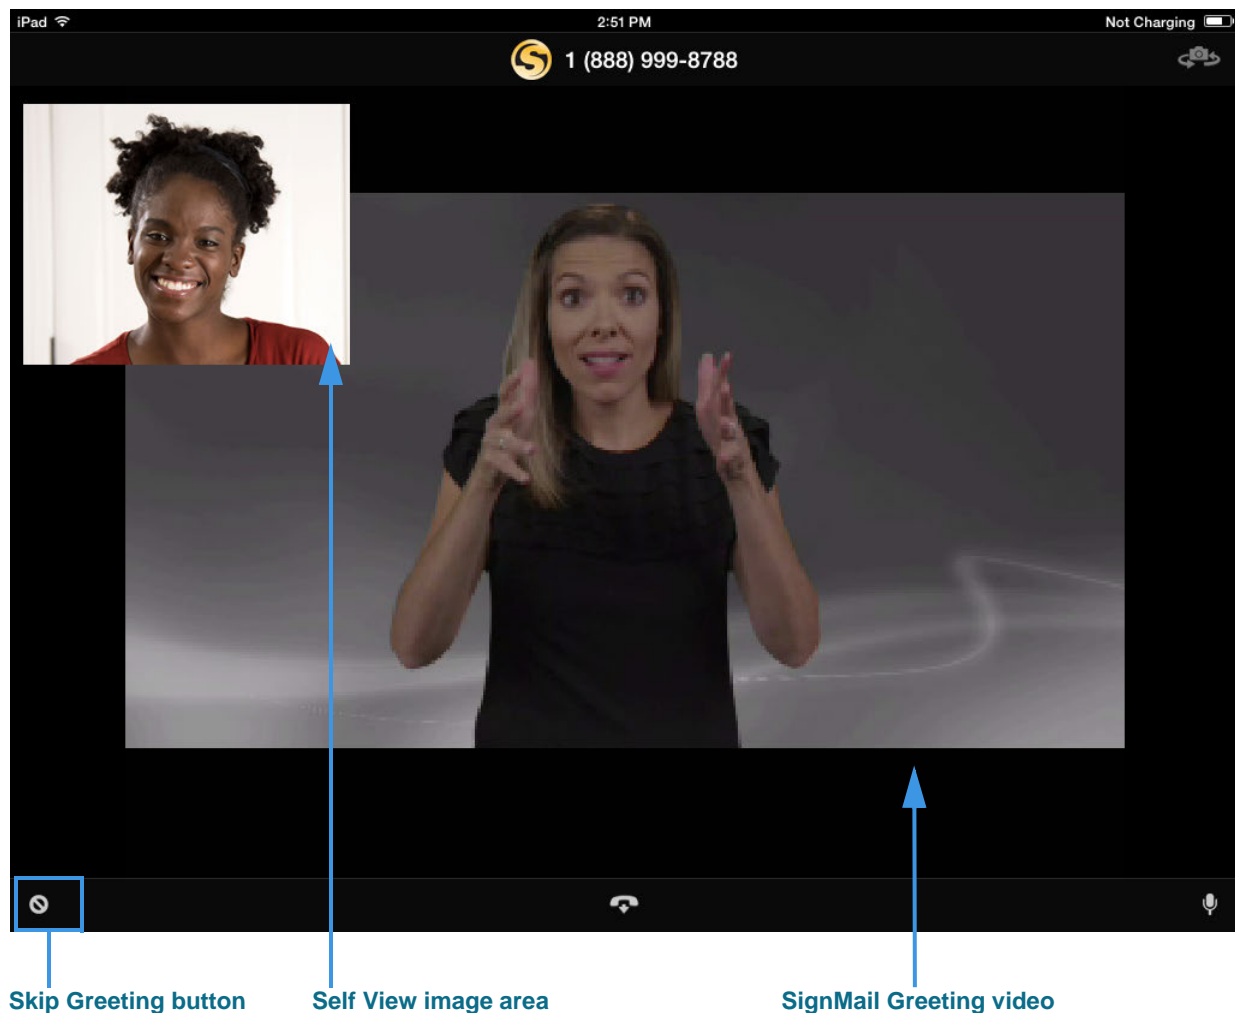 iPad 2:51 PM Not Charging
S 1 (888) 999-8788
Skip Greeting button Self View image area SignMail Greeting video